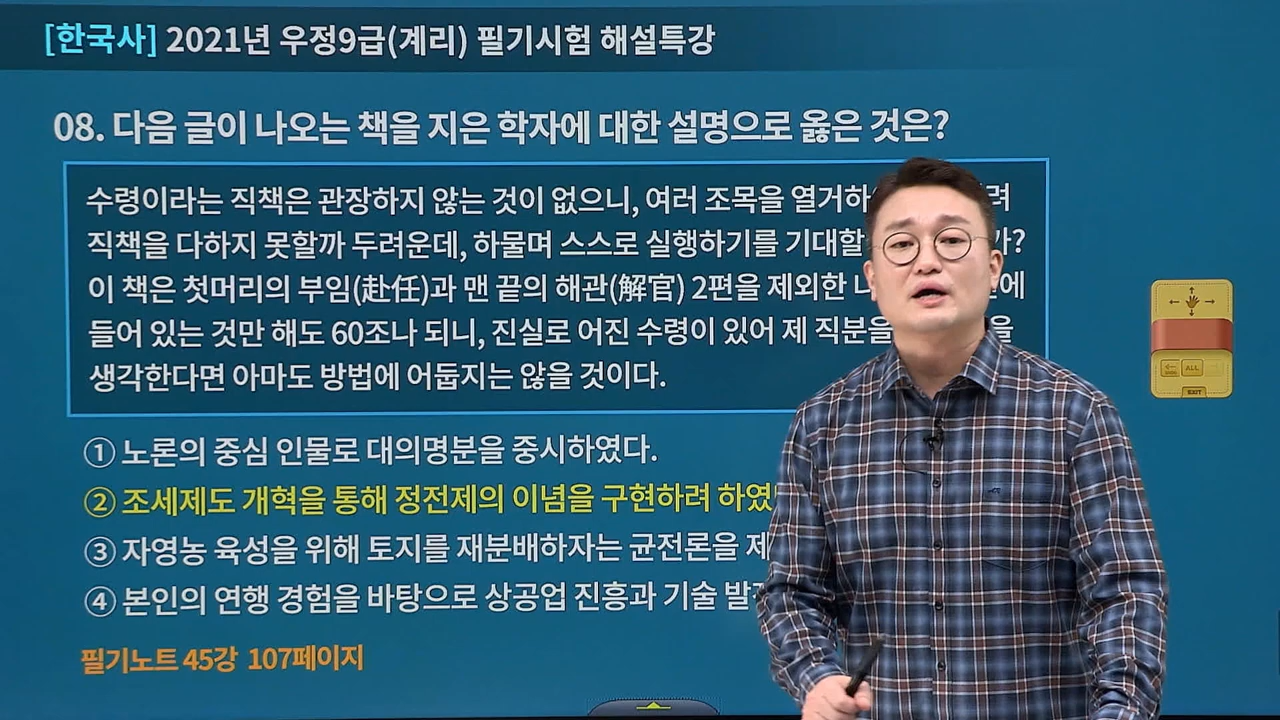 [한국사] 2021년 우정9급(계리) 필기시험 해설특강
08. 다음 글이 나오는 책을 지은 학자에 대한 설명으로 옳은 것은?
수령이라는 직책은 관장하지 않는 것이 없으니, 여러 조목을 열거하
직책을 다하지 못할까 두려운데, 하물며 스스로 실행하기를 기대할
이 책은 첫머리의 부임(赴任)과 맨 끝의 해관(解官) 2편을 제외한
들어 있는 것만 해도 60조나 되니, 진실로 어진 수령이 있어 제 직분을
생각한다면 아마도 방법에 어둡지는 않을 것이다.
① 노론의 중심 인물로 대의명분을 중시하였다.
② 조세제도 개혁을 통해 정전제의 이념을 구현하려 하였
③ 자영농 육성을 위해 토지를 재분배하자는 균전론을
④ 본인의 연행 경험을 바탕으로 상공업 진흥과 기술
필기노트 45강 107페이지
ALL
EXIT